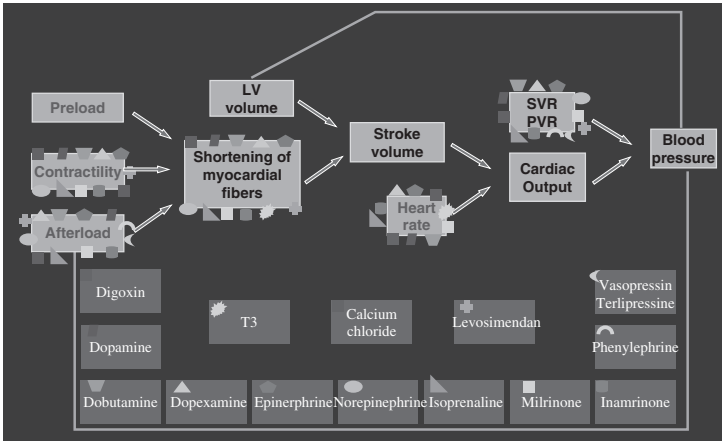 LV
volume
Preload
SVR
PVR
Stroke
volume
Blood
pressure
Shortening of
myocardial
fibers
Contractility
Cardiac
Output
Heart
rate
Afterload
Digoxin
T3
Calcium
chloride
Levosimendan
Vasopressin
Terlipressine
Dopamine
Phenylephrine
Dobutamine
Dopexamine
Epinerphrine
Norepinephrine
Isoprenaline
Milrinone
Inamrinone